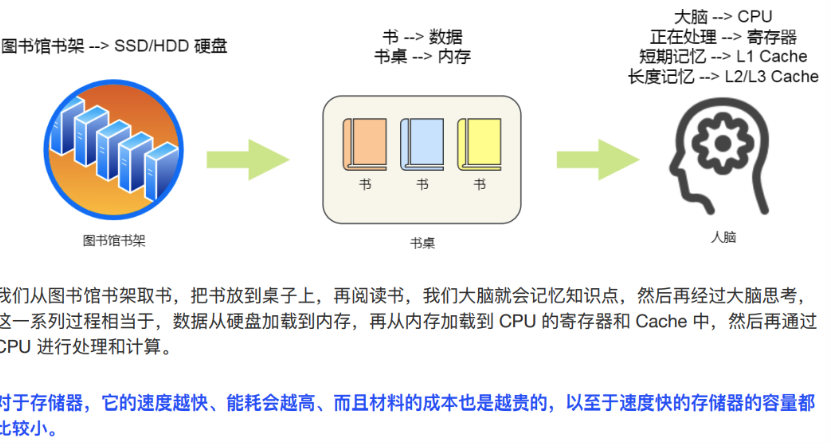 图书馆书架 --> SSD/HDD 硬盘
书 --> 数据
书桌 --> 内存
大脑 --> CPU
正在处理 --> 寄存器
短期记忆 --> L1 Cache
长度记忆 --> L2/L3 Cache
书
书
书
图书馆书架
书桌
人脑
我们从图书馆书架取书，把书放到桌子上，再阅读书，我们大脑就会记忆知识点，然后再经过大脑思考，
这一系列过程相当于，数据从硬盘加载到内存，再从内存加载到 CPU 的寄存器和 Cache 中，然后再通过
CPU 进行处理和计算。
对于存储器，它的速度越快、能耗会越高、而且材料的成本也是越贵的，以至于速度快的存储器的容量都
比较小。